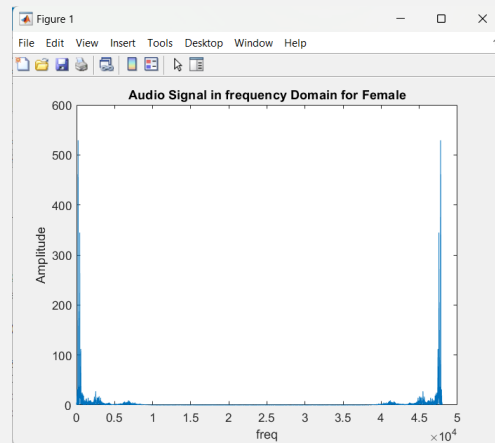 Figure 1
File Edit View Insert Tools Desktop Window Help
Audio Signal in frequency Domain for Female
600
500
400
300
200
100
0
Amplitude
0 0.5 1 1.5 2 2.5 3 3.5 4 4.5 5
freq
×10⁴